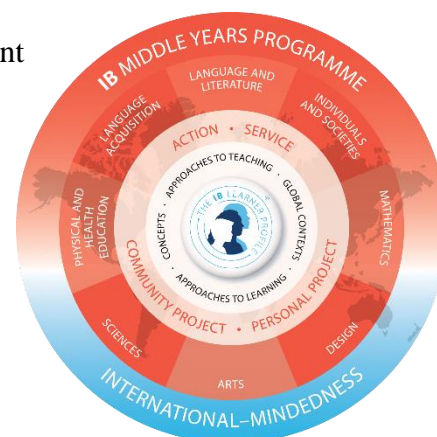 nt
IB MIDDLE YEARS PROGRAMME
LANGUAGE AND
LITERATURE
INDIVIDUALS
AND SOCIETIES
MATHEMATICS
DESIGN
ARTS
SCIENCES
PHYSICAL AND
HEALTH
EDUCATION
LANGUAGE
ACQUISITION
ACTION • SERVICE
COMMUNITY PROJECT • PERSONAL PROJECT
APPROACHES TO TEACHING •
GLOBAL CONTEXTS
• APPROACHES TO LEARNING •
CONCEPTS •
THE IB LEARNER PROFILE
INTERNATIONAL–MINDEDNESS